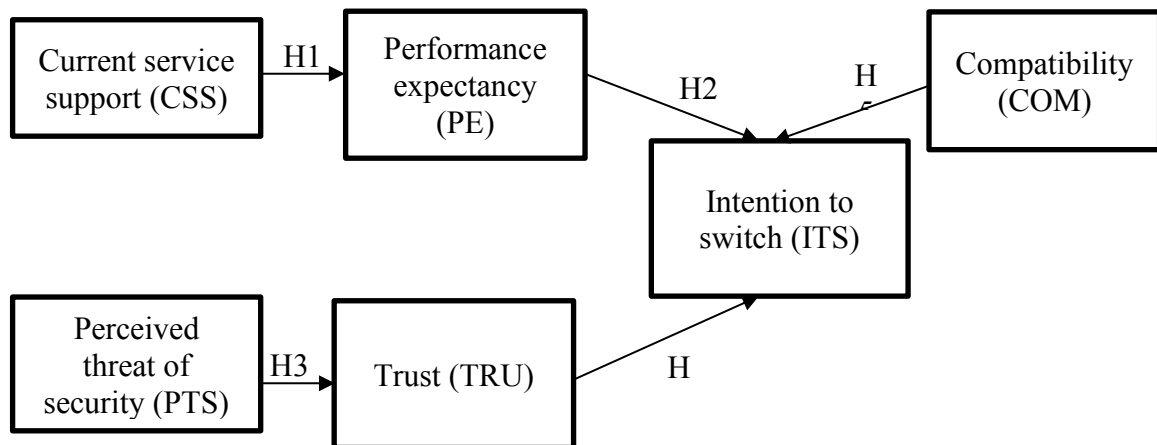 Current service
support (CSS)
H1
Performance
expectancy
(PE)
H2
H
Compatibility
(COM)
Intention to
switch (ITS)
Perceived
threat of
security (PTS)
H3
Trust (TRU)
H